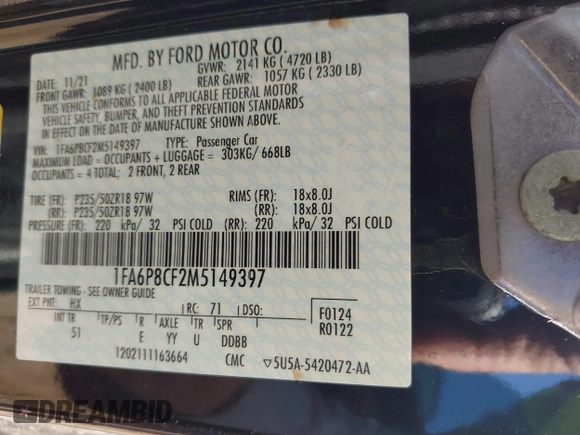 MFD. BY FORD MOTOR CO.
DATE: 11/21 GVWR: 2141 KG ( 4720 LB)
FRONT GAWR: 1089 KG ( 2400 LB) REAR GAWR: 1057 KG ( 2330 LB)
THIS VEHICLE CONFORMS TO ALL APPLICABLE FEDERAL MOTOR
VEHICLE SAFETY, BUMPER, AND THEFT PREVENTION STANDARDS
IN EFFECT ON THE DATE OF MANUFACTURE SHOWN ABOVE.
VIN: 1FA6P8CF2M5149397 TYPE: Passenger Car
MAXIMUM LOAD = OCCUPANTS + LUGGAGE = 303KG/ 668LB
OCCUPANTS = 4 TOTAL; 2 FRONT, 2 REAR
TIRE (FR): P235/50ZR18 97W RIMS (FR): 18x8.0J
(RR): P235/50ZR18 97W (RR): 18x8.0J
PRESSURE (FR): 220 kPa/ 32 PSI COLD (RR): 220 kPa/ 32 PSI COLD
1FA6P8CF2M5149397
TRAILER TOWING - SEE OWNER GUIDE
EXT PNT: HX RC: 71 DSO: F0124
INT TR TP/PS R AXLE TR SPR R0122
51 E YY U DDBB
1202111163664 CMC ▽5U5A-5420472-AA
DREAMBID